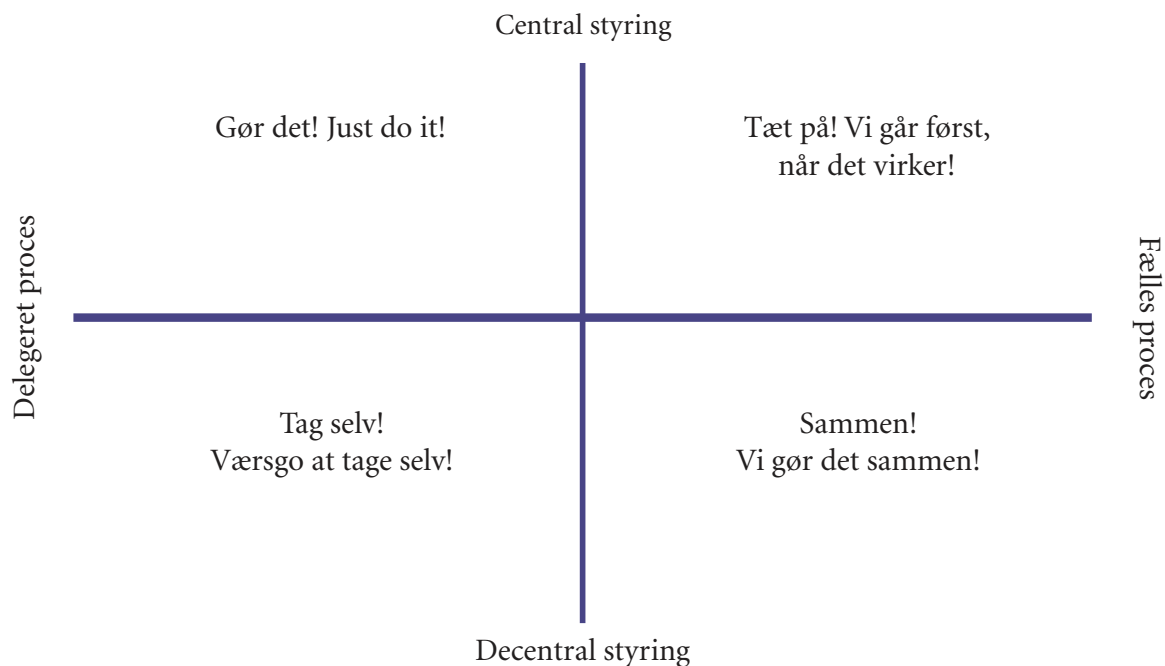 Central styring
Gør det! Just do it!
Tæt på! Vi går først,
når det virker!
Delegeret proces
Fælles proces
Tag selv!
Værsgo at tage selv!
Sammen!
Vi gør det sammen!
Decentral styring